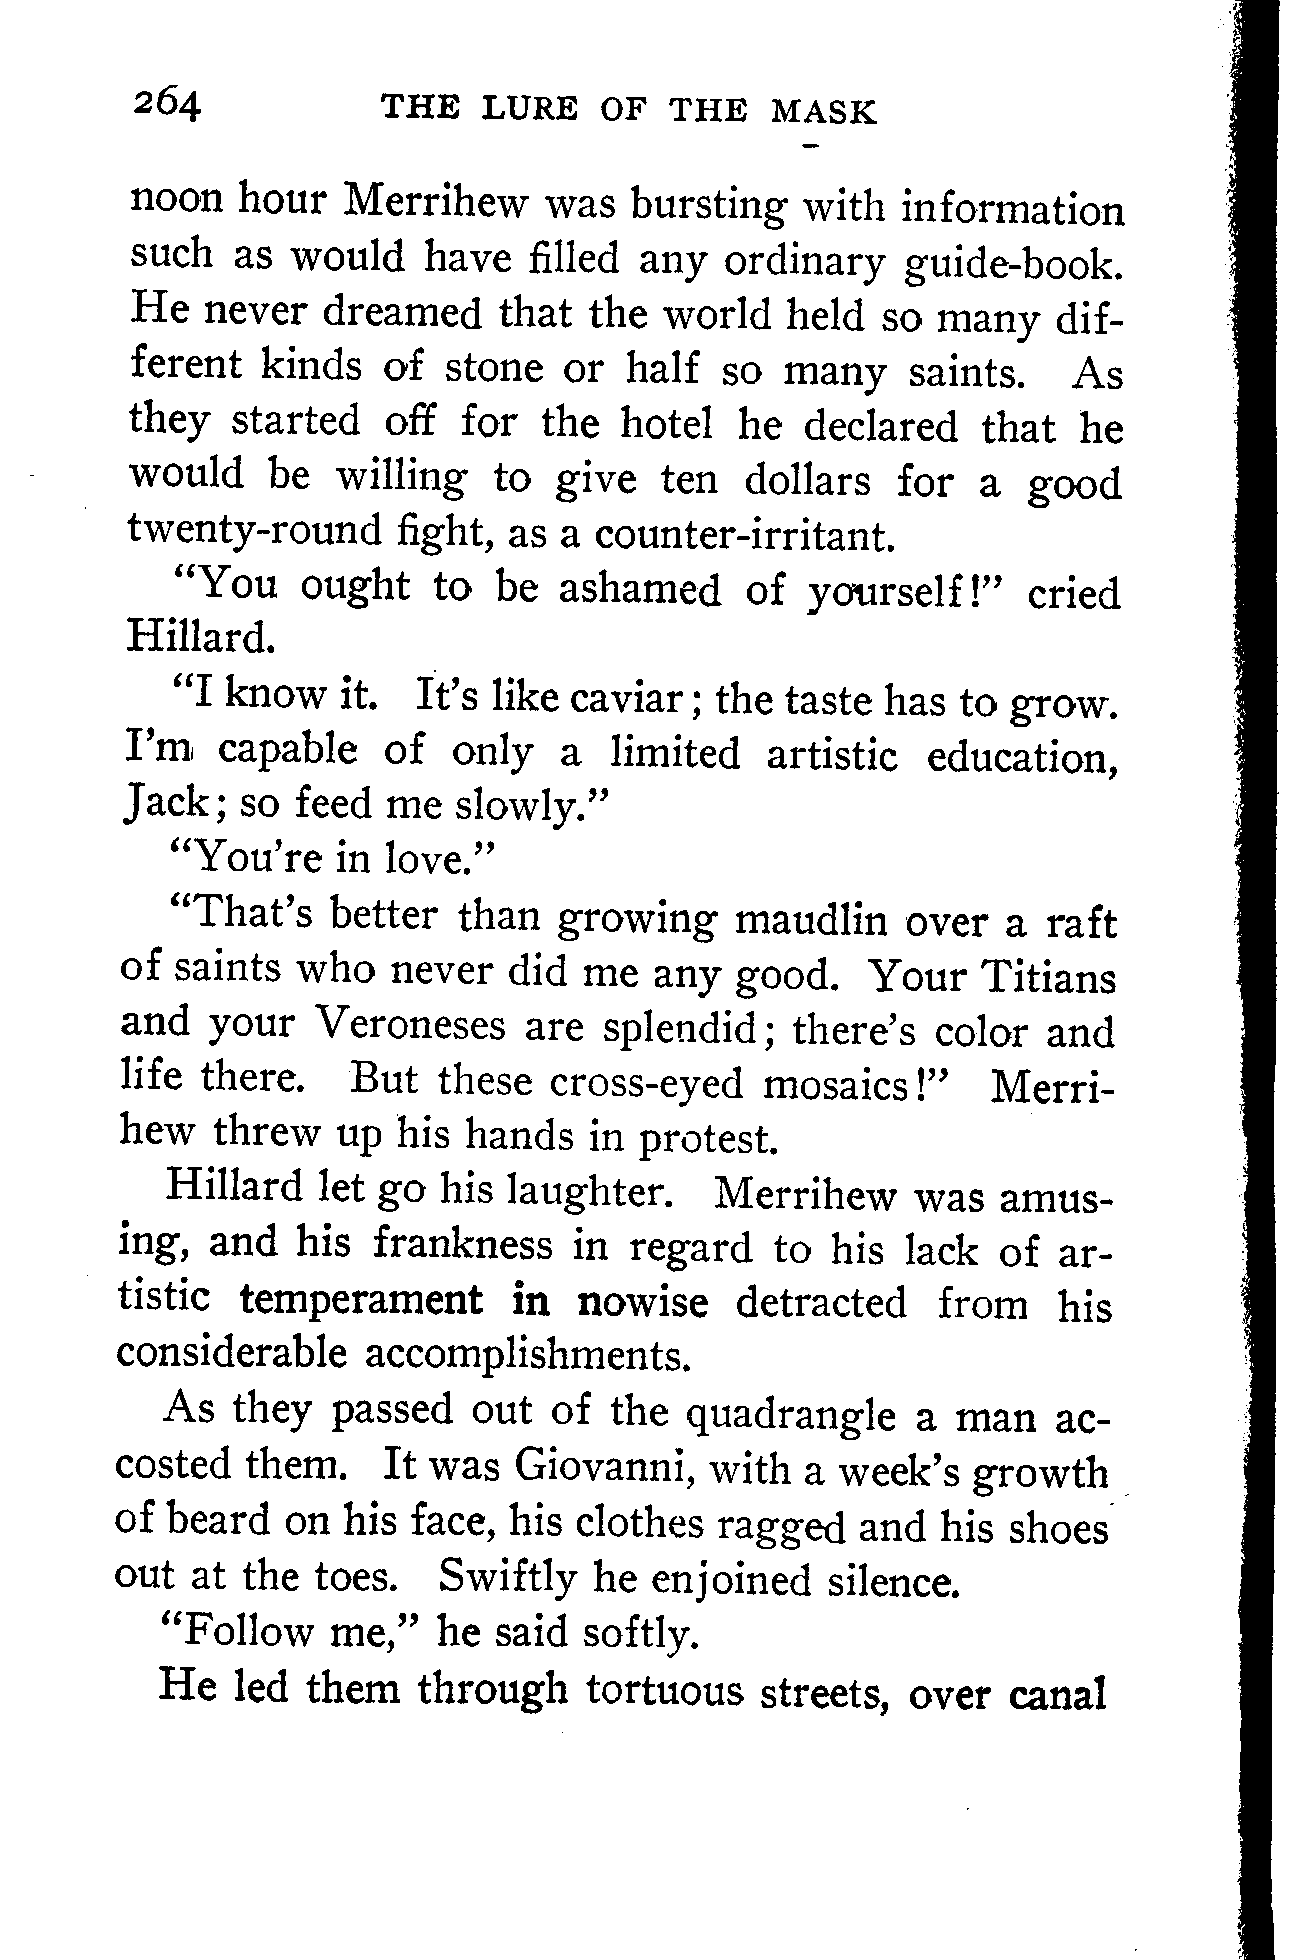 264 THE LURE OF THE MASK
noon hour Merrihew was bursting with information
such as would have filled any ordinary guide-book.
He never dreamed that the world held so many dif-
ferent kinds of stone or half so many saints. As
they started off for the hotel he declared that he
would be willing to give ten dollars for a good
twenty-round fight, as a counter-irritant.
"You ought to be ashamed of yourself!" cried
Hillard.
"I know it. It's like caviar; the taste has to grow.
I'm capable of only a limited artistic education,
Jack; so feed me slowly."
"You're in love."
"That's better than growing maudlin over a raft
of saints who never did me any good. Your Titians
and your Veroneses are splendid; there's color and
life there. But these cross-eyed mosaics!" Merri-
hew threw up his hands in protest.
Hillard let go his laughter. Merrihew was amus-
ing, and his frankness in regard to his lack of ar-
tistic temperament in nowise detracted from his
considerable accomplishments.
As they passed out of the quadrangle a man ac-
costed them. It was Giovanni, with a week's growth
of beard on his face, his clothes ragged and his shoes
out at the toes. Swiftly he enjoined silence.
"Follow me," he said softly.
He led them through tortuous streets, over canal